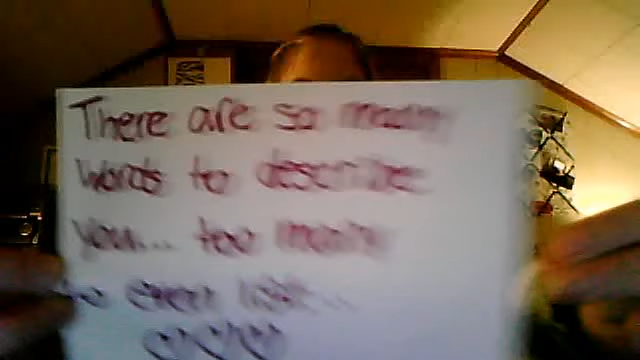 There are so many
words to describe
you... too many
to even list...